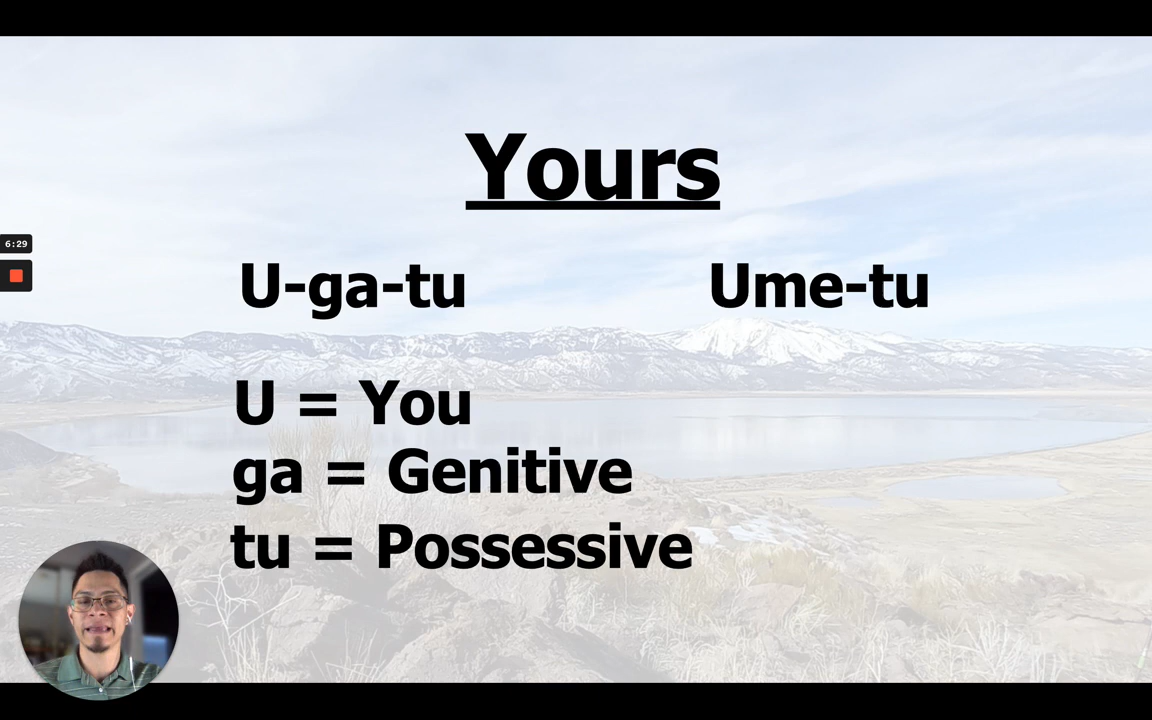 Yours
U-ga-tu
Ume-tu
6:29
U = You
ga = Genitive
tu = Possessive